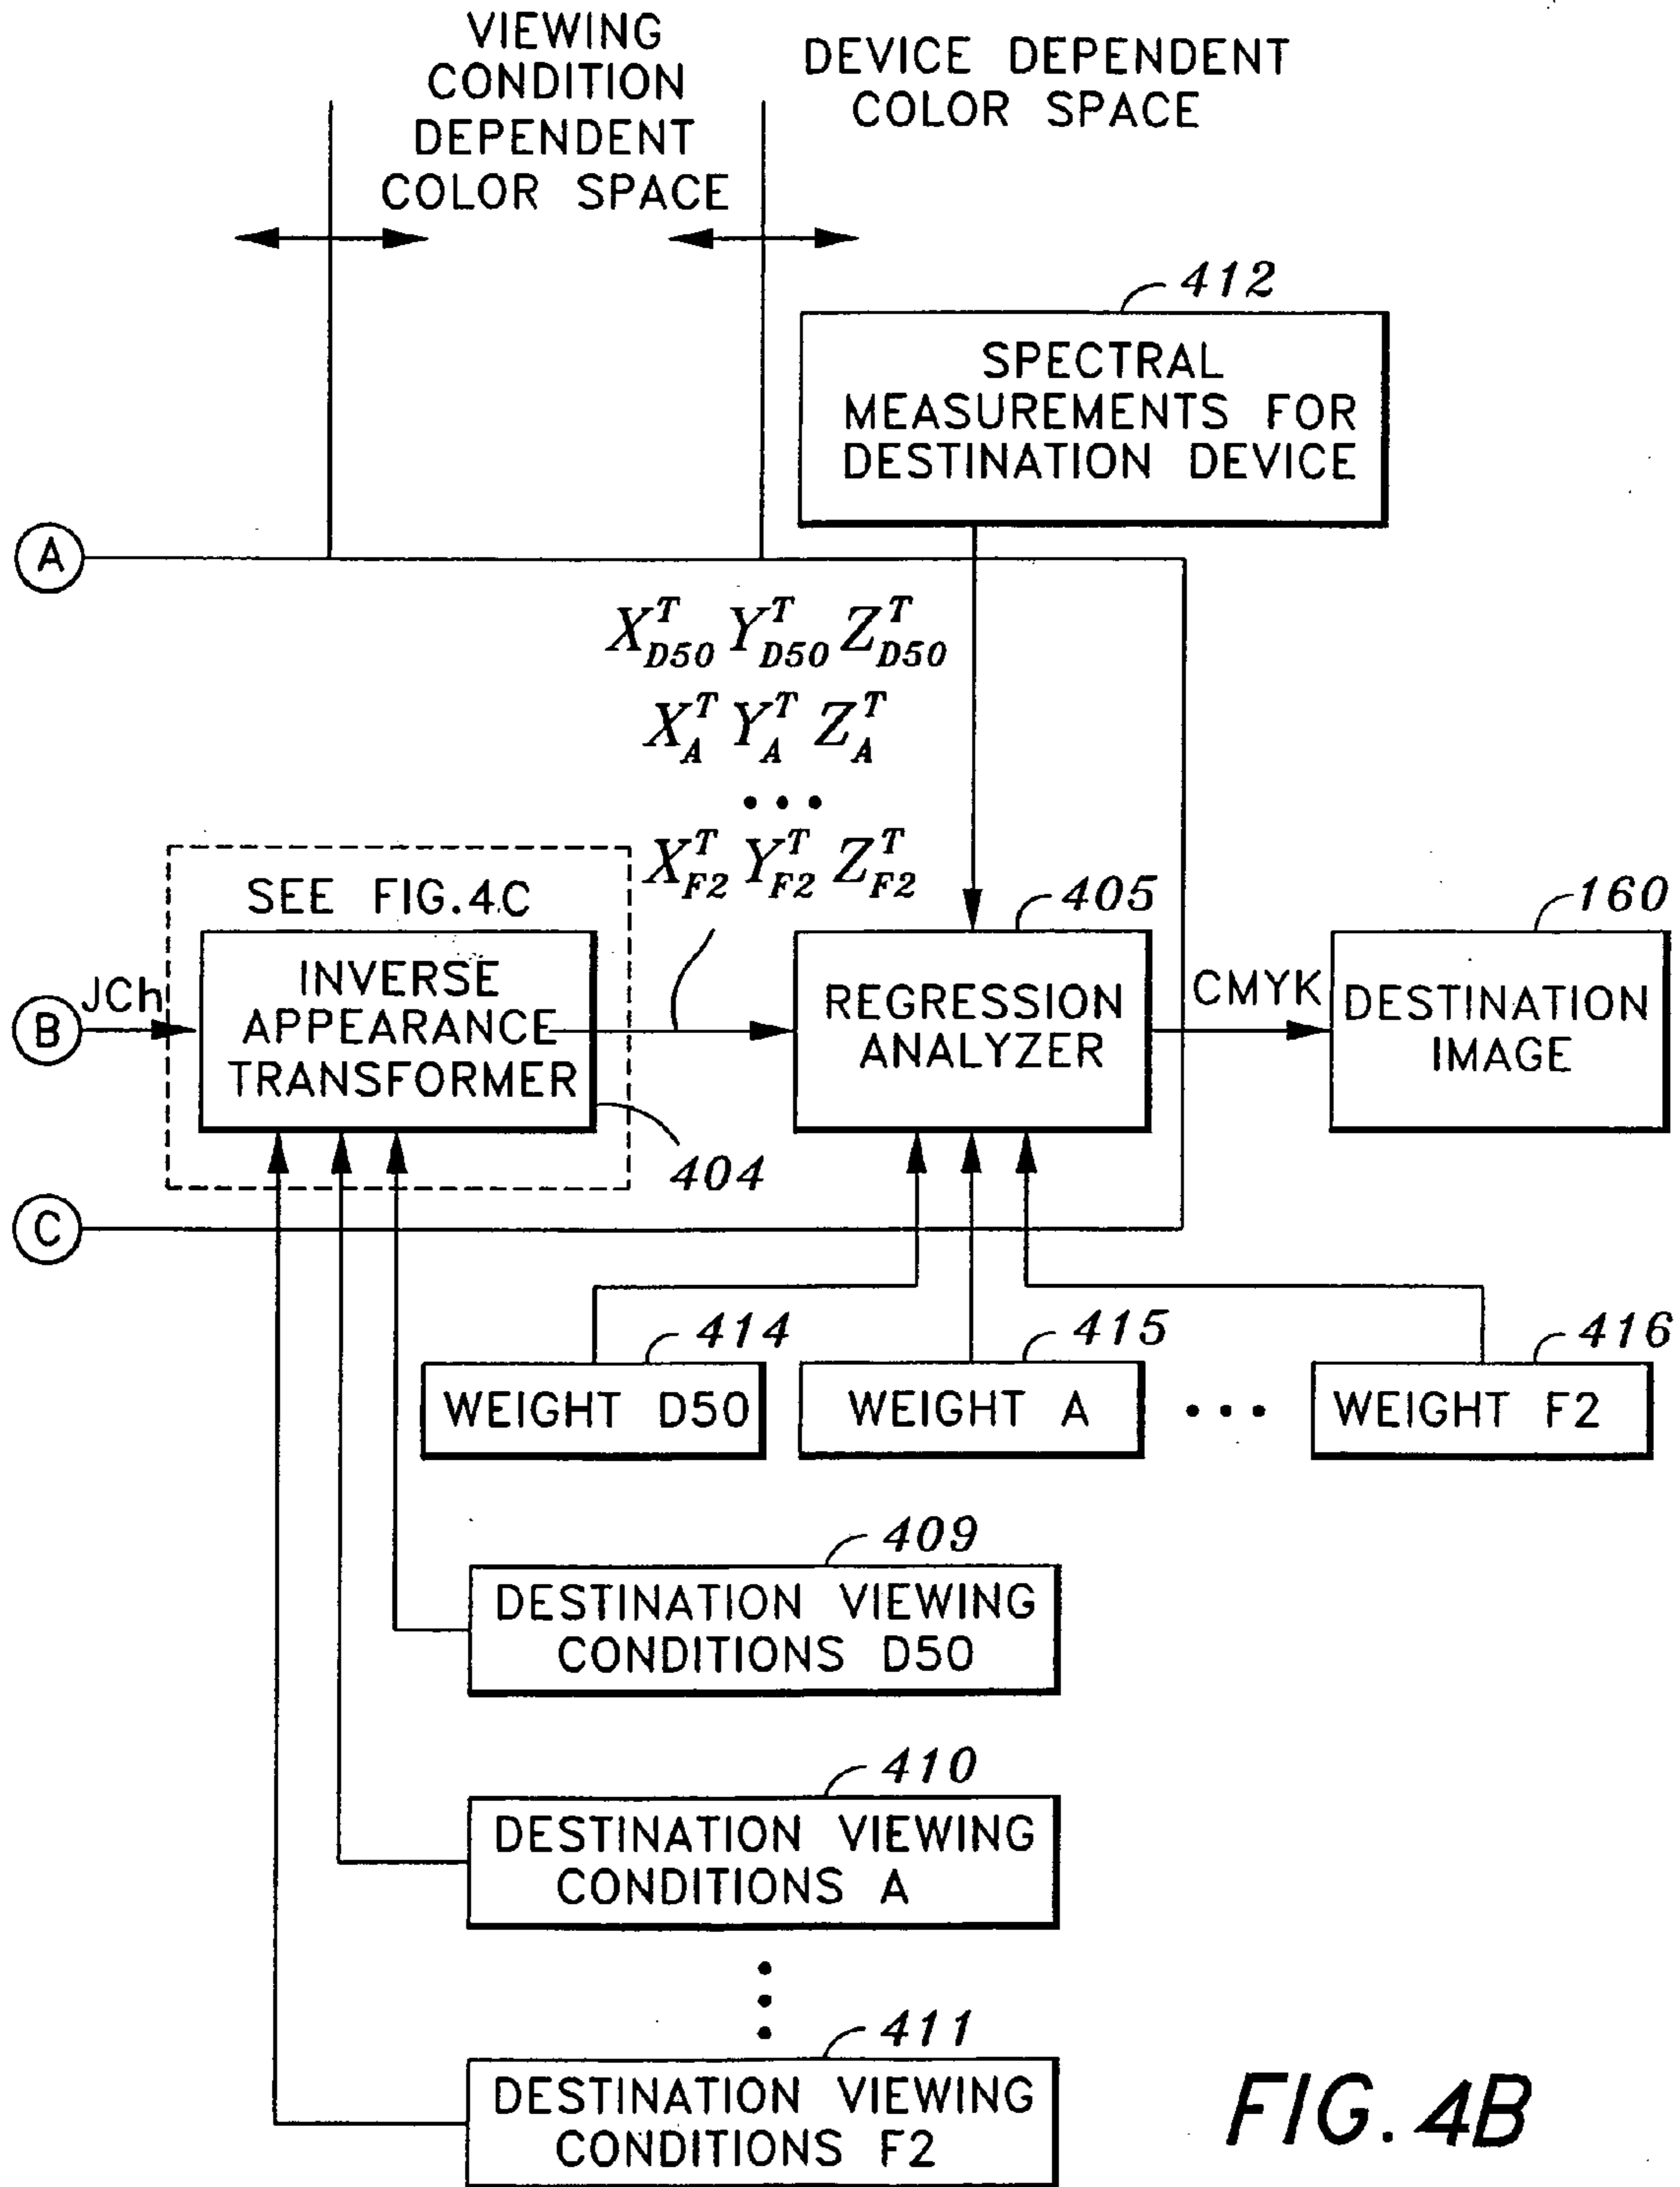 VIEWING
CONDITION
DEPENDENT
COLOR SPACE
DEVICE DEPENDENT
COLOR SPACE
412
SPECTRAL
MEASUREMENTS FOR
DESTINATION DEVICE
A
X^T_D50 Y^T_D50 Z^T_D50
X^T_A Y^T_A Z^T_A
•••
X^T_F2 Y^T_F2 Z^T_F2
SEE FIG.4C
405
160
B
JCh
INVERSE
APPEARANCE
TRANSFORMER
REGRESSION
ANALYZER
CMYK
DESTINATION
IMAGE
404
C
414
415
416
WEIGHT D50
WEIGHT A
•••
WEIGHT F2
409
DESTINATION VIEWING
CONDITIONS D50
410
DESTINATION VIEWING
CONDITIONS A
411
DESTINATION VIEWING
CONDITIONS F2
FIG. 4B